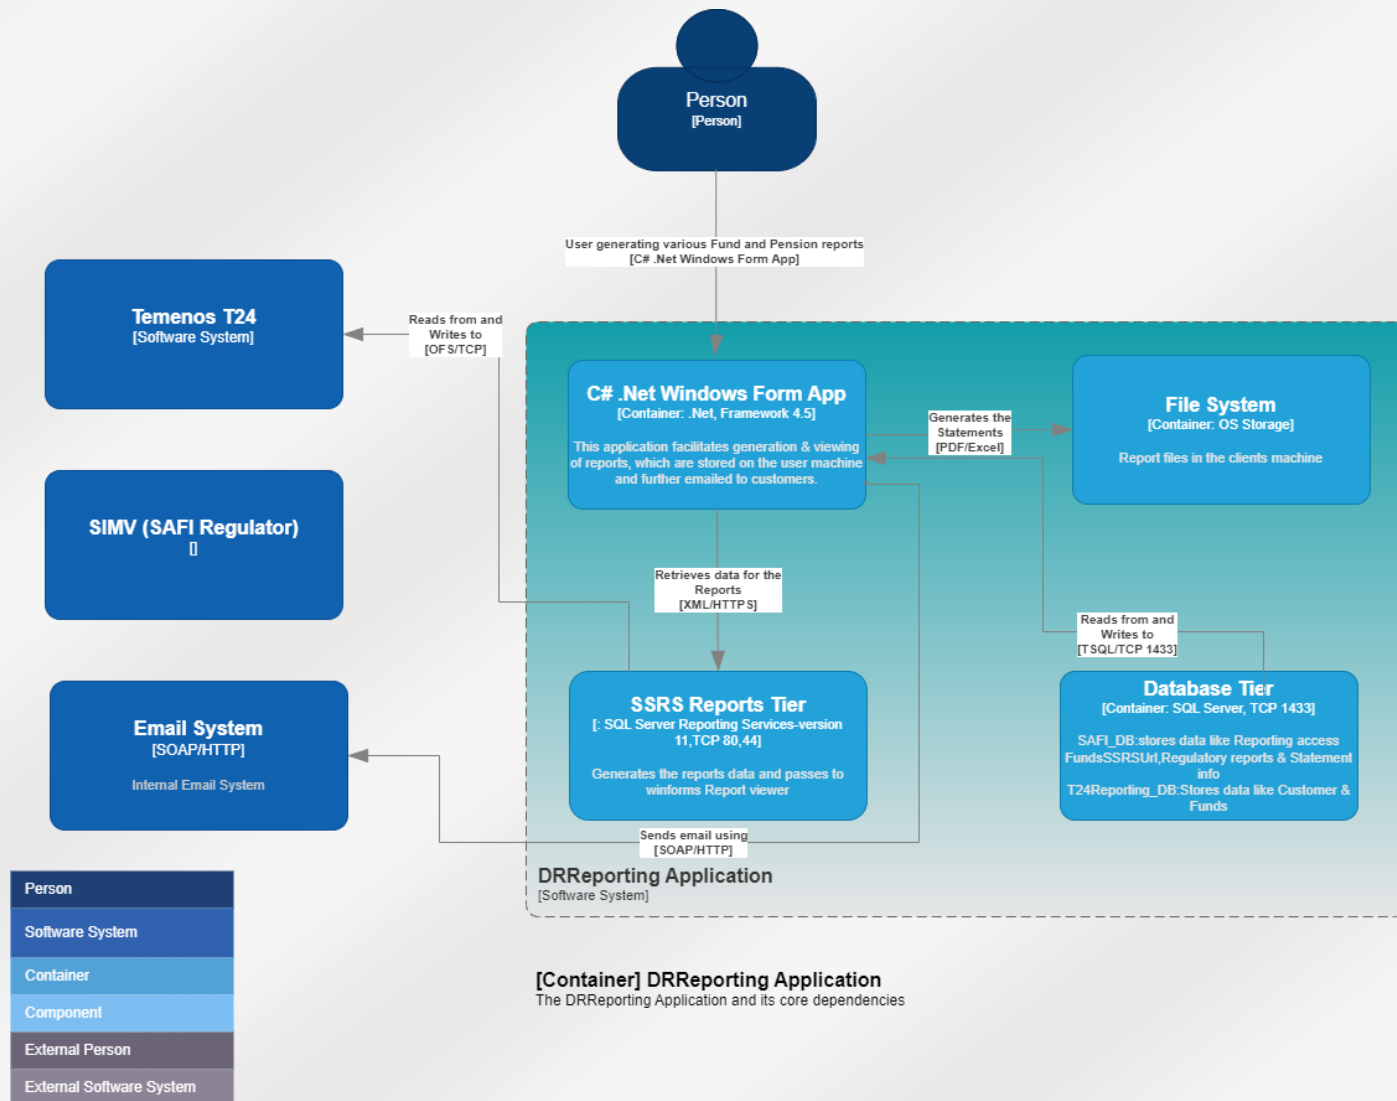 Person
[Person]
User generating various Fund and Pension reports
[C# .Net Windows Form App]
Temenos T24
[Software System]
Reads from and
Writes to
[OFS/TCP]
C# .Net Windows Form App
[Container: .Net, Framework 4.5]
This application facilitates generation & viewing
of reports, which are stored on the user machine
and further emailed to customers.
Generates the
Statements
[PDF/Excel]
File System
[Container: OS Storage]
Report files in the clients machine
SIMV (SAFI Regulator)
[]
Retrieves data for the
Reports
[XML/HTTPS]
Reads from and
Writes to
[TSQL/TCP 1433]
Email System
[SOAP/HTTP]
Internal Email System
SSRS Reports Tier
[: SQL Server Reporting Services-version
11,TCP 80,44]
Generates the reports data and passes to
winforms Report viewer
Database Tier
[Container: SQL Server, TCP 1433]
SAFI_DB:stores data like Reporting access
FundsSSRSUrl,Regulatory reports & Statement
info
T24Reporting_DB:Stores data like Customer &
Funds
Sends email using
[SOAP/HTTP]
DRReporting Application
[Software System]
Person
Software System
Container
Component
External Person
External Software System
[Container] DRReporting Application
The DRReporting Application and its core dependencies